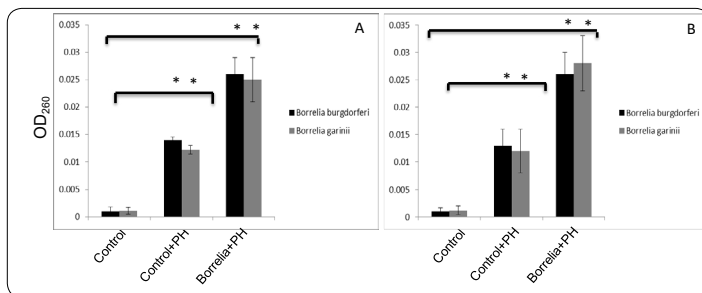 A
* *
* *
0.035
0.03
0.025
0.02
0.015
0.01
0.005
0
OD260
Borrelia burgdorferi
Borrelia garinii
Control
Control+PH
Borrelia+PH
B
* *
* *
0.035
0.03
0.025
0.02
0.015
0.01
0.005
0
Borrelia burgdorferi
Borrelia garinii
Control
Control+PH
Borrelia+PH